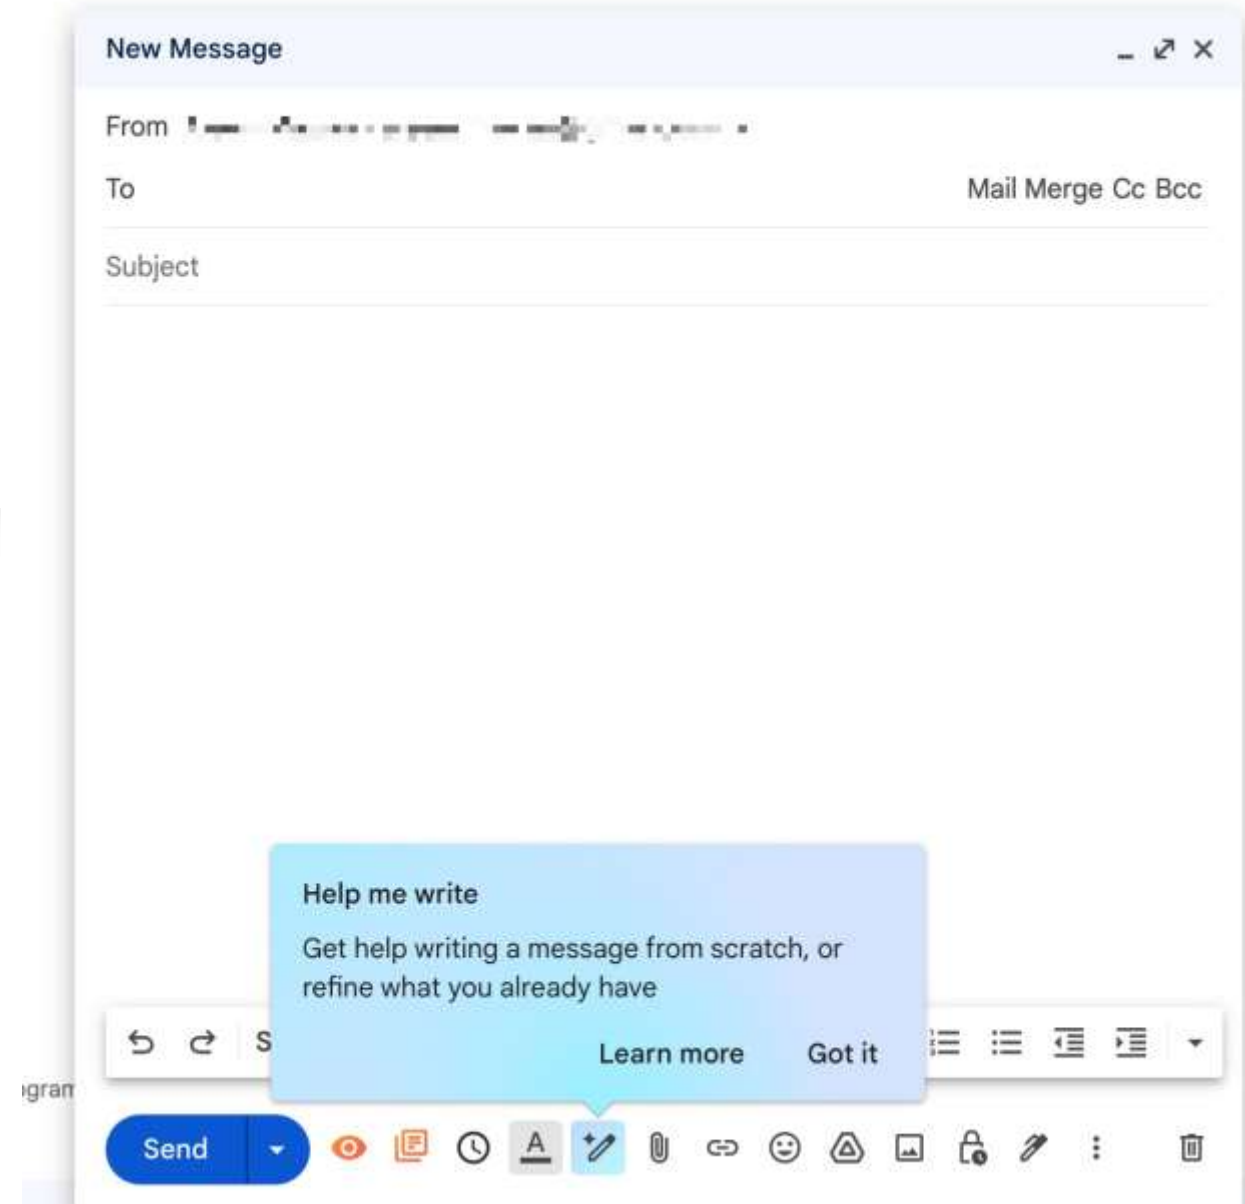 New Message
From
To Mail Merge Cc Bcc
Subject
Help me write
Get help writing a message from scratch, or
refine what you already have
Learn more Got it
S
Send A